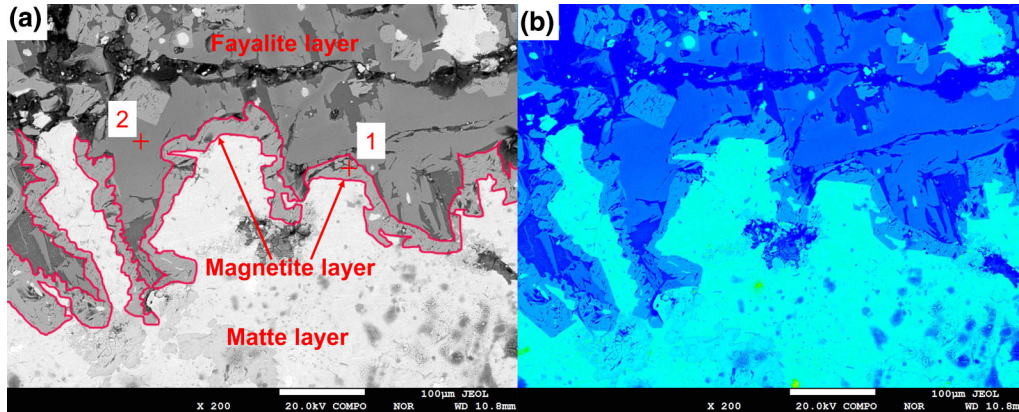 (a)
Fayalite layer
2
1
Magnetite layer
Matte layer
100μm JEOL
X 200 20.0kV COMPO NOR WD 10.8mm
(b)
100μm JEOL
X 200 20.0kV COMPO NOR WD 10.8mm